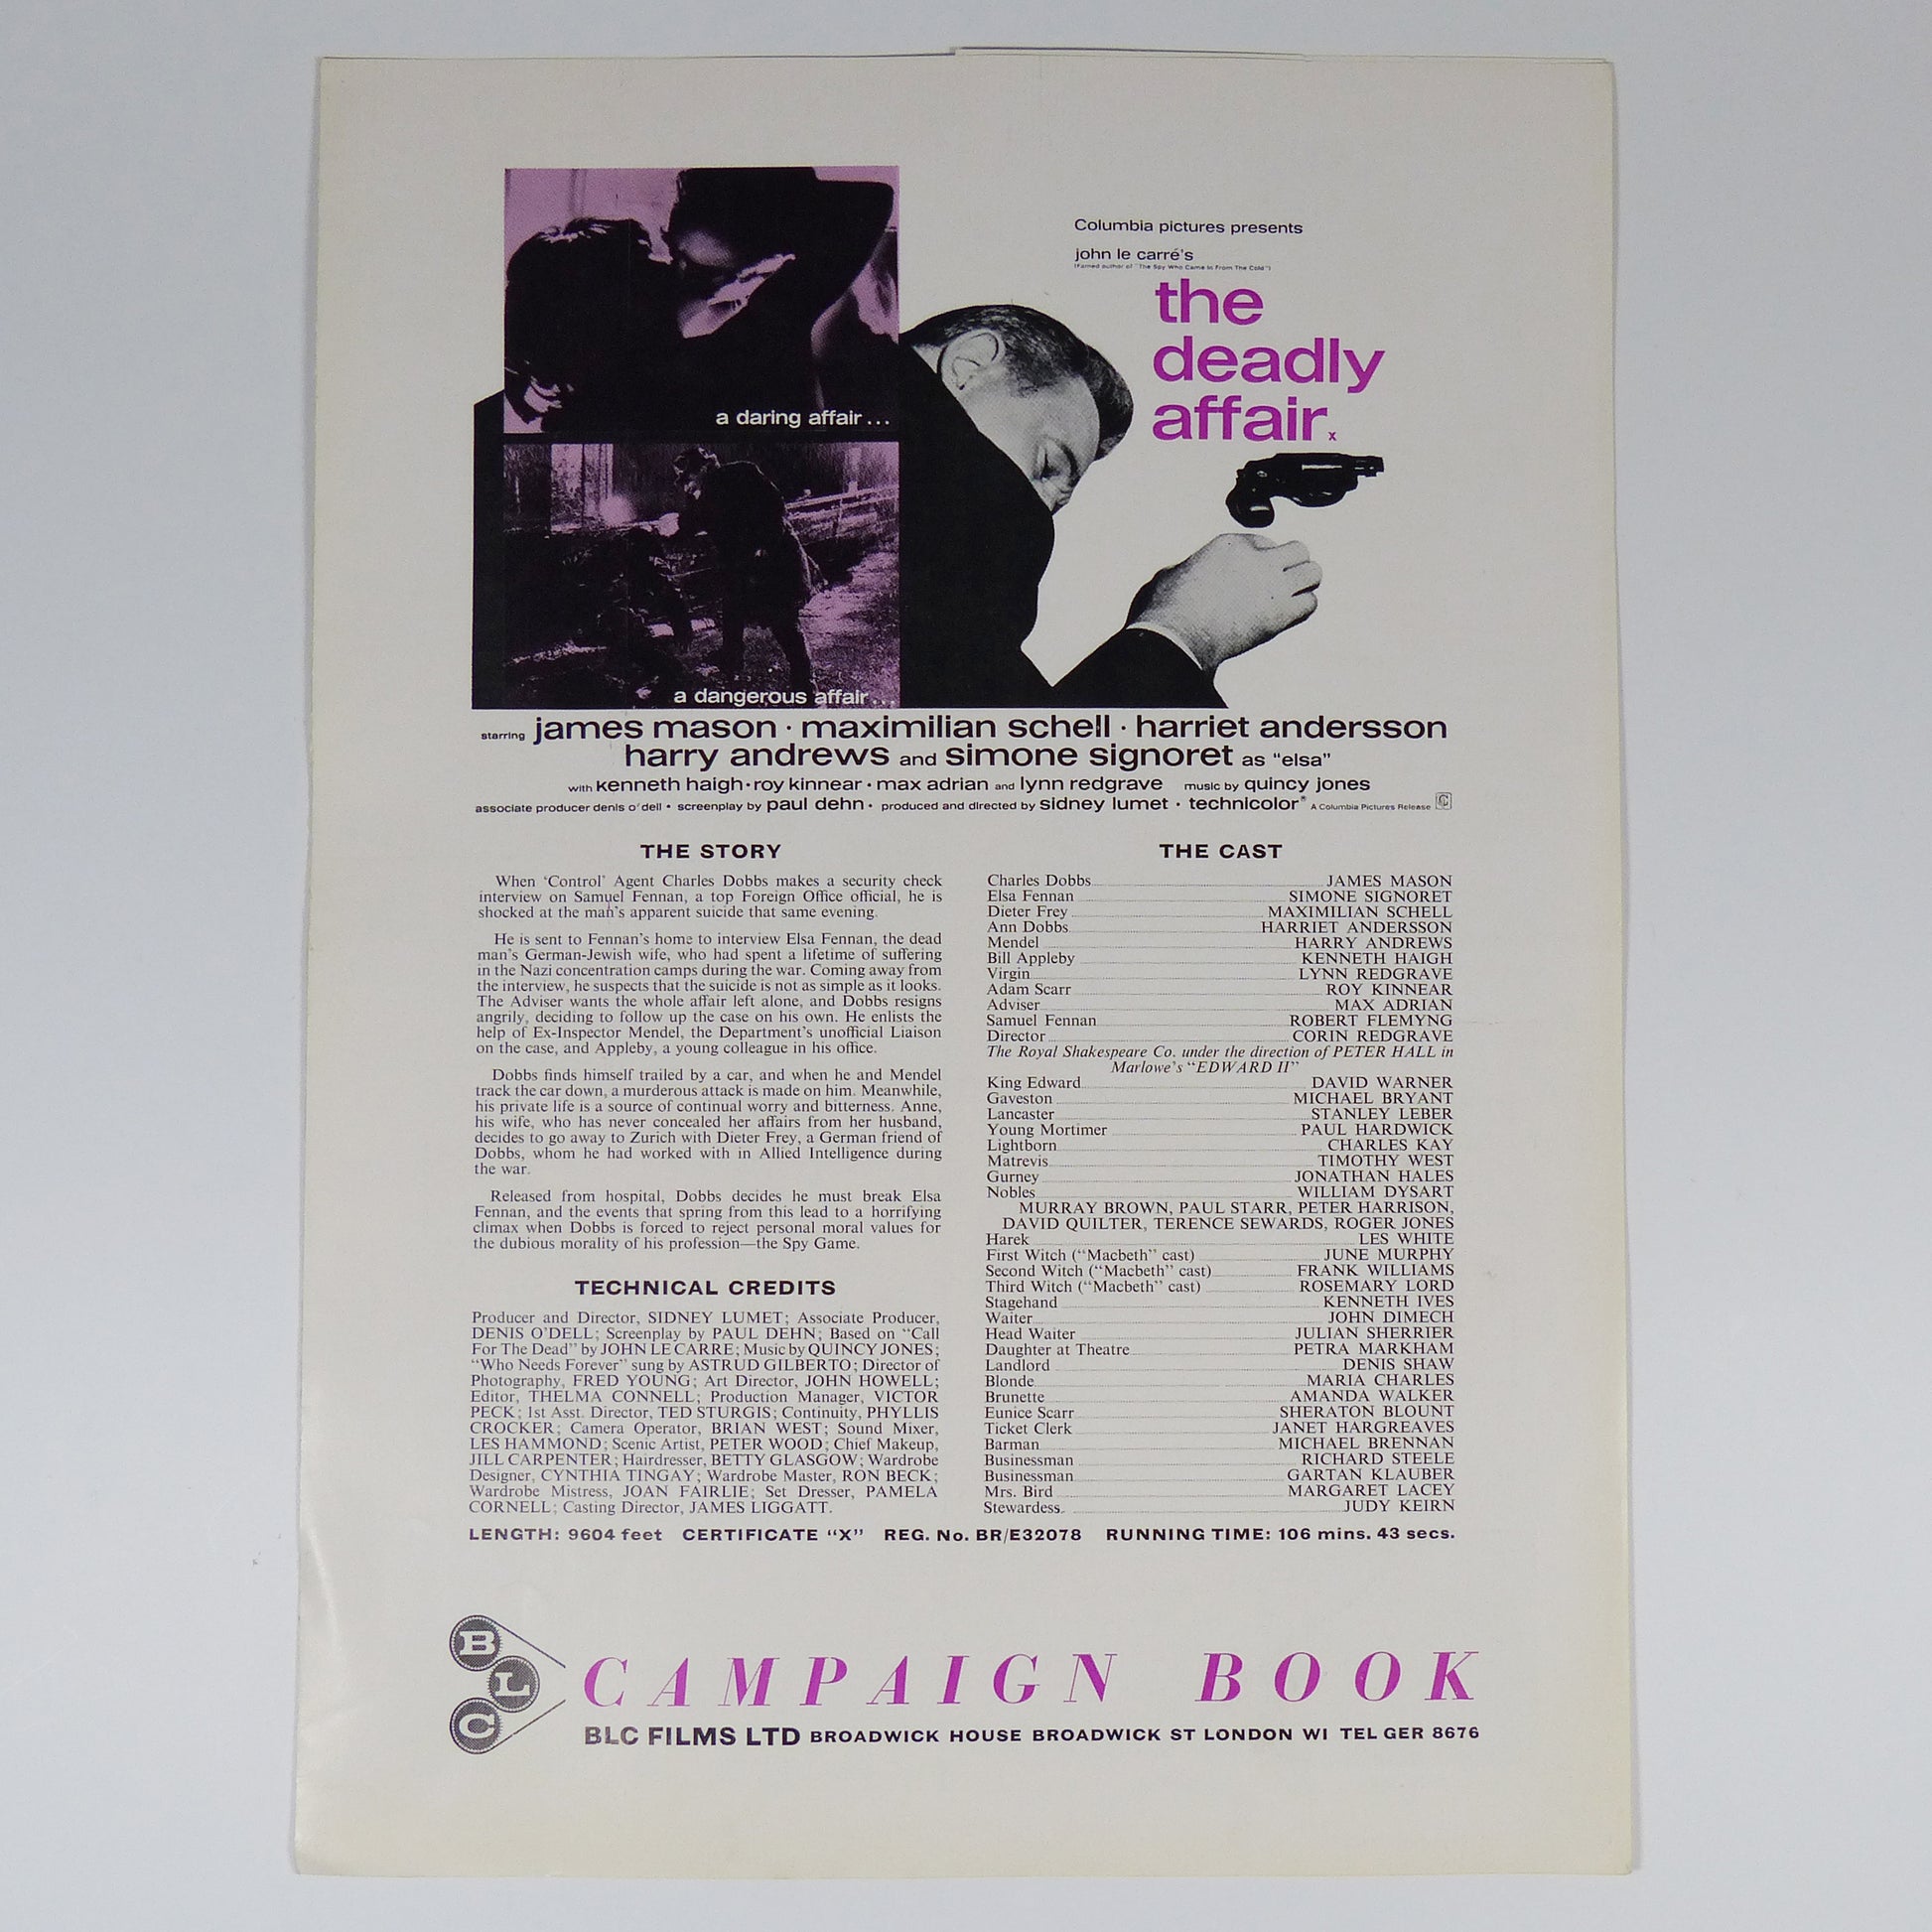 Columbia pictures presents
john le carré's
(Famed author of "The Spy Who Came In From The Cold")
the
deadly
affair.x
a daring affair...
a dangerous affair...
starring james mason · maximilian schell · harriet andersson
harry andrews and simone signoret as "elsa"
with kenneth haigh · roy kinnear · max adrian and lynn redgrave music by quincy jones
associate producer denis o'dell · screenplay by paul dehn · produced and directed by sidney lumet · technicolor® A Columbia Pictures Release
THE STORY
When 'Control' Agent Charles Dobbs makes a security check
interview on Samuel Fennan, a top Foreign Office official, he is
shocked at the man's apparent suicide that same evening.
He is sent to Fennan's home to interview Elsa Fennan, the dead
man's German-Jewish wife, who had spent a lifetime of suffering
in the Nazi concentration camps during the war. Coming away from
the interview, he suspects that the suicide is not as simple as it looks.
The Adviser wants the whole affair left alone, and Dobbs resigns
angrily, deciding to follow up the case on his own. He enlists the
help of Ex-Inspector Mendel, the Department's unofficial Liaison
on the case, and Appleby, a young colleague in his office.
Dobbs finds himself trailed by a car, and when he and Mendel
track the car down, a murderous attack is made on him. Meanwhile,
his private life is a source of continual worry and bitterness. Anne,
his wife, who has never concealed her affairs from her husband,
decides to go away to Zurich with Dieter Frey, a German friend of
Dobbs, whom he had worked with in Allied Intelligence during
the war.
Released from hospital, Dobbs decides he must break Elsa
Fennan, and the events that spring from this lead to a horrifying
climax when Dobbs is forced to reject personal moral values for
the dubious morality of his profession—the Spy Game.
TECHNICAL CREDITS
Producer and Director, SIDNEY LUMET; Associate Producer,
DENIS O'DELL; Screenplay by PAUL DEHN; Based on "Call
For The Dead" by JOHN LE CARRE; Music by QUINCY JONES;
"Who Needs Forever" sung by ASTRUD GILBERTO; Director of
Photography, FRED YOUNG; Art Director, JOHN HOWELL;
Editor, THELMA CONNELL; Production Manager, VICTOR
PECK; 1st Asst. Director, TED STURGIS; Continuity, PHYLLIS
CROCKER; Camera Operator, BRIAN WEST; Sound Mixer,
LES HAMMOND; Scenic Artist, PETER WOOD; Chief Makeup,
JILL CARPENTER; Hairdresser, BETTY GLASGOW; Wardrobe
Designer, CYNTHIA TINGAY; Wardrobe Master, RON BECK;
Wardrobe Mistress, JOAN FAIRLIE; Set Dresser, PAMELA
CORNELL; Casting Director, JAMES LIGGATT.
THE CAST
Charles Dobbs JAMES MASON
Elsa Fennan SIMONE SIGNORET
Dieter Frey MAXIMILIAN SCHELL
Ann Dobbs HARRIET ANDERSSON
Mendel HARRY ANDREWS
Bill Appleby KENNETH HAIGH
Virgin LYNN REDGRAVE
Adam Scarr ROY KINNEAR
Adviser MAX ADRIAN
Samuel Fennan ROBERT FLEMYNG
Director CORIN REDGRAVE
The Royal Shakespeare Co. under the direction of PETER HALL in
Marlowe's "EDWARD II"
King Edward DAVID WARNER
Gaveston MICHAEL BRYANT
Lancaster STANLEY LEBER
Young Mortimer PAUL HARDWICK
Lightborn CHARLES KAY
Matrevis TIMOTHY WEST
Gurney JONATHAN HALES
Nobles WILLIAM DYSART
MURRAY BROWN, PAUL STARR, PETER HARRISON,
DAVID QUILTER, TERENCE SEWARDS, ROGER JONES
Harek LES WHITE
First Witch ("Macbeth" cast) JUNE MURPHY
Second Witch ("Macbeth" cast) FRANK WILLIAMS
Third Witch ("Macbeth" cast) ROSEMARY LORD
Stagehand KENNETH IVES
Waiter JOHN DIMECH
Head Waiter JULIAN SHERRIER
Daughter at Theatre PETRA MARKHAM
Landlord DENIS SHAW
Blonde MARIA CHARLES
Brunette AMANDA WALKER
Eunice Scarr SHERATON BLOUNT
Ticket Clerk JANET HARGREAVES
Barman MICHAEL BRENNAN
Businessman RICHARD STEELE
Businessman GARTAN KLAUBER
Mrs. Bird MARGARET LACEY
Stewardess JUDY KEIRN
LENGTH: 9604 feet CERTIFICATE "X" REG. No. BR/E32078 RUNNING TIME: 106 mins. 43 secs.
BLC
CAMPAIGN BOOK
BLC FILMS LTD BROADWICK HOUSE BROADWICK ST LONDON WI TEL GER 8676